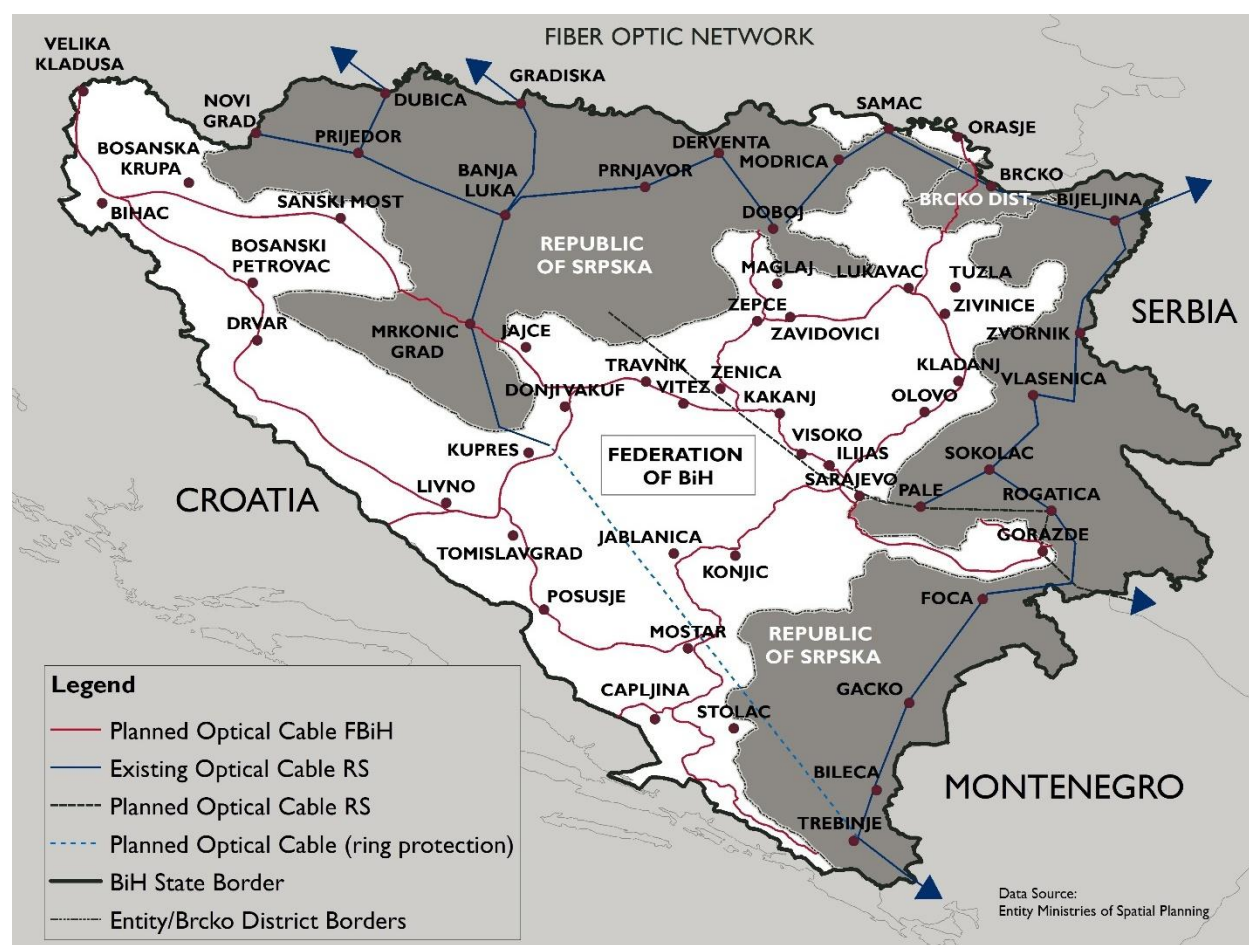 FIBER OPTIC NETWORK
VELIKA
KLADUSA
NOVI
GRAD
DUBICA
GRADISKA
SAMAC
ORASJE
BOSANSKA
KRUPA
PRIJEDOR
DERVENTA
MODRICA
BRCKO
BANJA
LUKA
PRNJAVOR
BIHAC
SANSKI MOST
BRCKO DIST.
BIJELJINA
DOBOJ
BOSANSKI
PETROVAC
REPUBLIC
OF SRPSKA
MAGLAJ
LUKAVAC
TUZLA
ZEPCE
ZIVINICE
SERBIA
DRVAR
MRKONIC
GRAD
JAJCE
ZAVIDOVICI
ZVORNIK
TRAVNIK
ZENICA
KLADANJ
DONJI VAKUF
VITEZ
KAKANJ
OLOVO
VLASENICA
KUPRES
FEDERATION
OF BiH
VISOKO
ILIJAS
SOKOLAC
SARAJEVO
CROATIA
LIVNO
PALE
ROGATICA
TOMISLAVGRAD
JABLANICA
KONJIC
GORAZDE
POSUSJE
FOCA
MOSTAR
REPUBLIC
OF SRPSKA
CAPLJINA
STOLAC
GACKO
BILECA
MONTENEGRO
TREBINJE
Legend
Planned Optical Cable FBiH
Existing Optical Cable RS
Planned Optical Cable RS
Planned Optical Cable (ring protection)
BiH State Border
Entity/Brcko District Borders
Data Source:
Entity Ministries of Spatial Planning